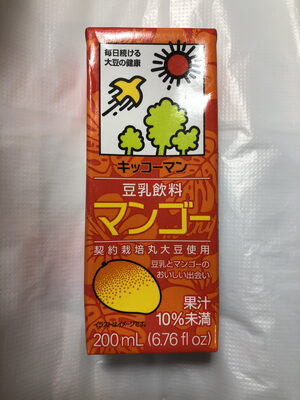 毎日続ける
大豆の健康
キッコーマン
豆乳飲料
マンゴー
契約栽培丸大豆使用
豆乳とマンゴーの
おいしい出会い
果汁
10%未満
イラストはイメージです。
200 mL (6.76 fl oz)